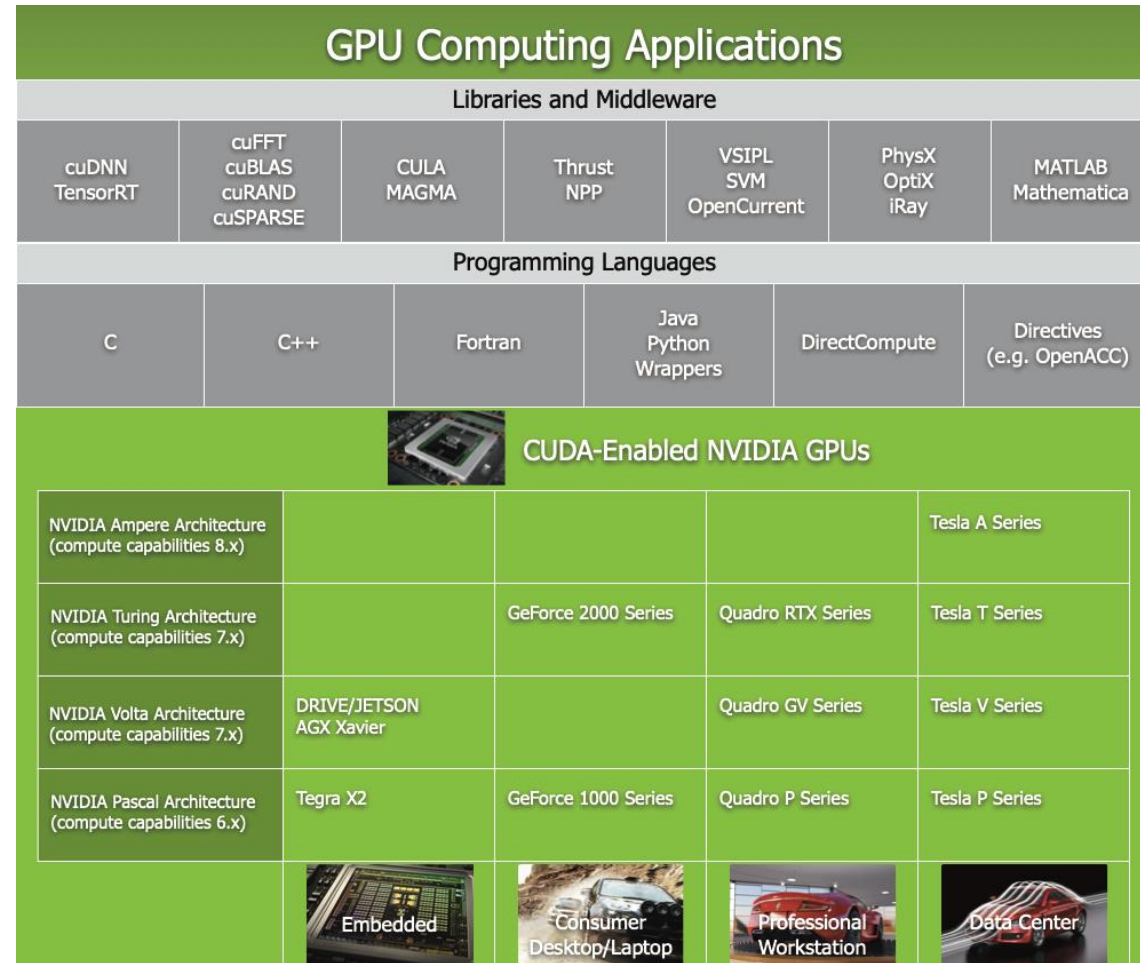 GPU Computing Applications
Libraries and Middleware
cuDNN
TensorRT
cuFFT
cuBLAS
cuRAND
cuSPARSE
CULA
MAGMA
Thrust
NPP
VSIPL
SVM
OpenCurrent
PhysX
OptiX
iRay
MATLAB
Mathematica
Programming Languages
C
C++
Fortran
Java
Python
Wrappers
DirectCompute
Directives
(e.g. OpenACC)
CUDA-Enabled NVIDIA GPUs
NVIDIA Ampere Architecture
(compute capabilities 8.x)
Tesla A Series
NVIDIA Turing Architecture
(compute capabilities 7.x)
GeForce 2000 Series
Quadro RTX Series
Tesla T Series
NVIDIA Volta Architecture
(compute capabilities 7.x)
DRIVE/JETSON
AGX Xavier
Quadro GV Series
Tesla V Series
NVIDIA Pascal Architecture
(compute capabilities 6.x)
Tegra X2
GeForce 1000 Series
Quadro P Series
Tesla P Series
Embedded
Consumer
Desktop/Laptop
Professional
Workstation
Data Center